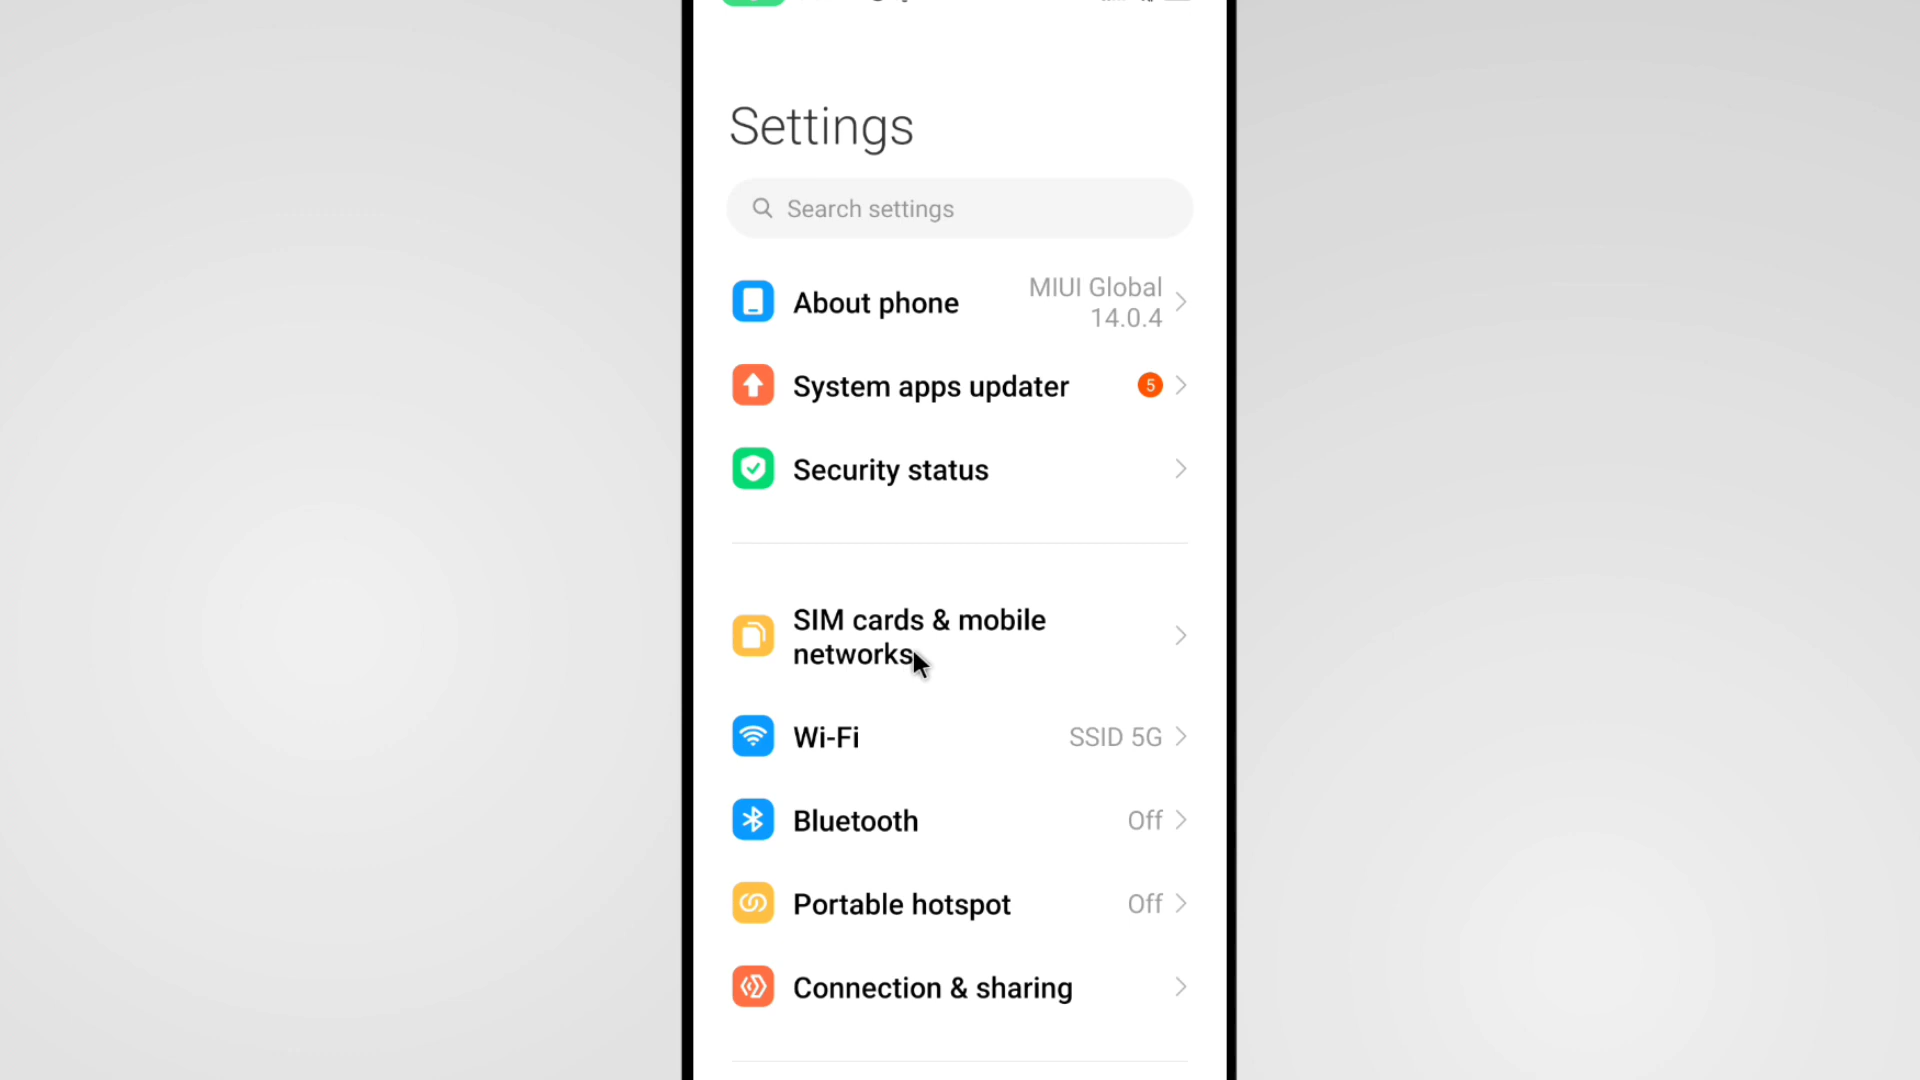 Settings
Search settings
About phone
MIUI Global
14.0.4
System apps updater
5
Security status
SIM cards & mobile
networks
Wi-Fi
SSID 5G
Bluetooth
Off
Portable hotspot
Off
Connection & sharing